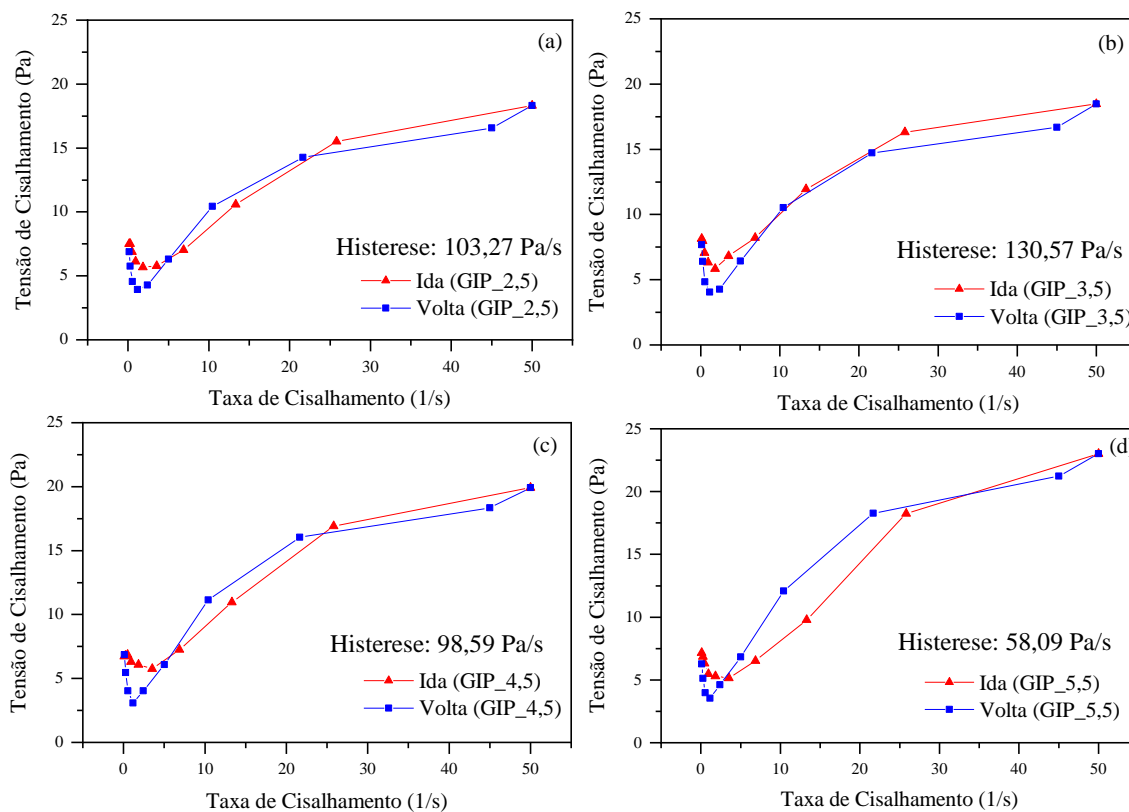 25
20
15
10
5
0
Tensão de Cisalhamento (Pa)
(a)
Histerese: 103,27 Pa/s
Ida (GIP_2,5)
Volta (GIP_2,5)
0 10 20 30 40 50
Taxa de Cisalhamento (1/s)
25
20
15
10
5
0
Tensão de Cisalhamento (Pa)
(b)
Histerese: 130,57 Pa/s
Ida (GIP_3,5)
Volta (GIP_3,5)
0 10 20 30 40 50
Taxa de Cisalhamento (1/s)
25
20
15
10
5
0
Tensão de Cisalhamento (Pa)
(c)
Histerese: 98,59 Pa/s
Ida (GIP_4,5)
Volta (GIP_4,5)
0 10 20 30 40 50
Taxa de Cisalhamento (1/s)
25
20
15
10
5
0
Tensão de Cisalhamento (Pa)
(d)
Histerese: 58,09 Pa/s
Ida (GIP_5,5)
Volta (GIP_5,5)
0 10 20 30 40 50
Taxa de Cisalhamento (1/s)